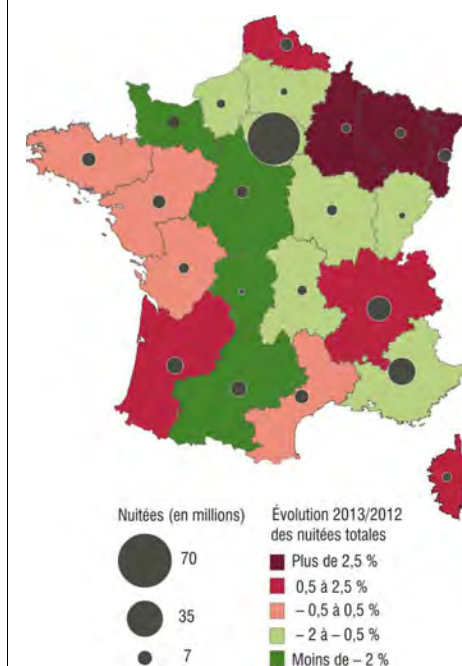 Nuitées (en millions)
70
35
7
Évolution 2013/2012
des nuitées totales
Plus de 2,5 %
0,5 à 2,5 %
– 0,5 à 0,5 %
– 2 à – 0,5 %
Moins de – 2 %